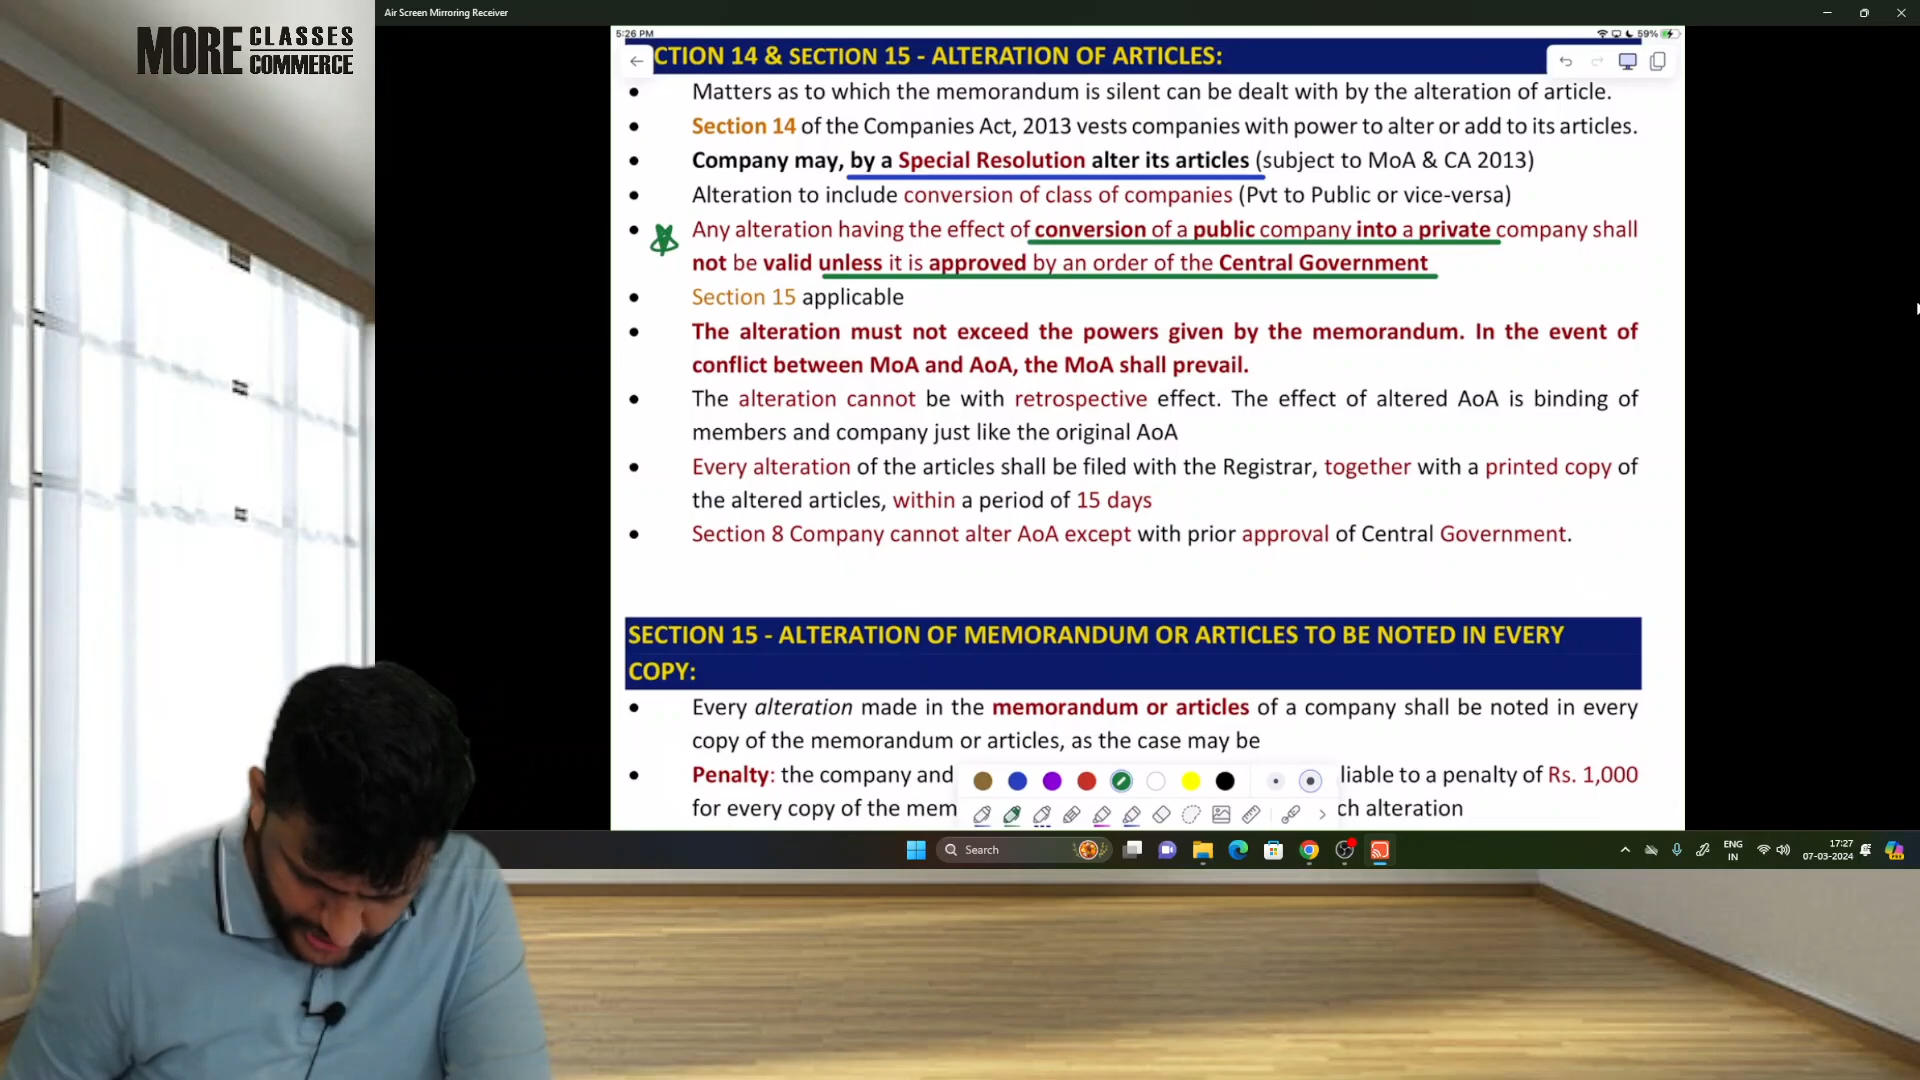 MORE CLASSES COMMERCE
Air Screen Mirroring Receiver
5:26 PM
59%
CTION 14 & SECTION 15 - ALTERATION OF ARTICLES:
• Matters as to which the memorandum is silent can be dealt with by the alteration of article.
• Section 14 of the Companies Act, 2013 vests companies with power to alter or add to its articles.
• Company may, by a Special Resolution alter its articles (subject to MoA & CA 2013)
• Alteration to include conversion of class of companies (Pvt to Public or vice-versa)
• Any alteration having the effect of conversion of a public company into a private company shall
not be valid unless it is approved by an order of the Central Government
• Section 15 applicable
• The alteration must not exceed the powers given by the memorandum. In the event of
conflict between MoA and AoA, the MoA shall prevail.
• The alteration cannot be with retrospective effect. The effect of altered AoA is binding of
members and company just like the original AoA
• Every alteration of the articles shall be filed with the Registrar, together with a printed copy of
the altered articles, within a period of 15 days
• Section 8 Company cannot alter AoA except with prior approval of Central Government.
SECTION 15 - ALTERATION OF MEMORANDUM OR ARTICLES TO BE NOTED IN EVERY
COPY:
• Every alteration made in the memorandum or articles of a company shall be noted in every
copy of the memorandum or articles, as the case may be
• Penalty: the company and liable to a penalty of Rs. 1,000
for every copy of the mem ch alteration
Search
ENG
IN
17:27
07-03-2024